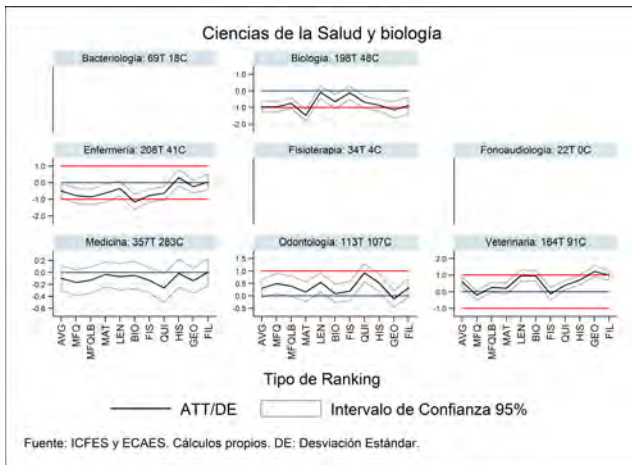 Ciencias de la Salud y biología
Bacteriología: 69T 18C
Biología: 198T 48C
1.0
0.0
-1.0
-2.0
Enfermería: 208T 41C
Fisioterapia: 34T 4C
Fonoaudiología: 22T 0C
1.0
0.0
-1.0
-2.0
Medicina: 357T 283C
Odontología: 113T 107C
Veterinaria: 164T 91C
0.2
0.0
-0.2
-0.4
-0.6
1.5
1.0
0.5
0.0
-0.5
2.0
1.0
0.0
-1.0
AVG MFQ MFQLB MAT LEN BIO FIS QUI HIS GEO FIL
AVG MFQ MFQLB MAT LEN BIO FIS QUI HIS GEO FIL
AVG MFQ MFQLB MAT LEN BIO FIS QUI HIS GEO FIL
Tipo de Ranking
ATT/DE
Intervalo de Confianza 95%
Fuente: ICFES y ECAES. Cálculos propios. DE: Desviación Estándar.